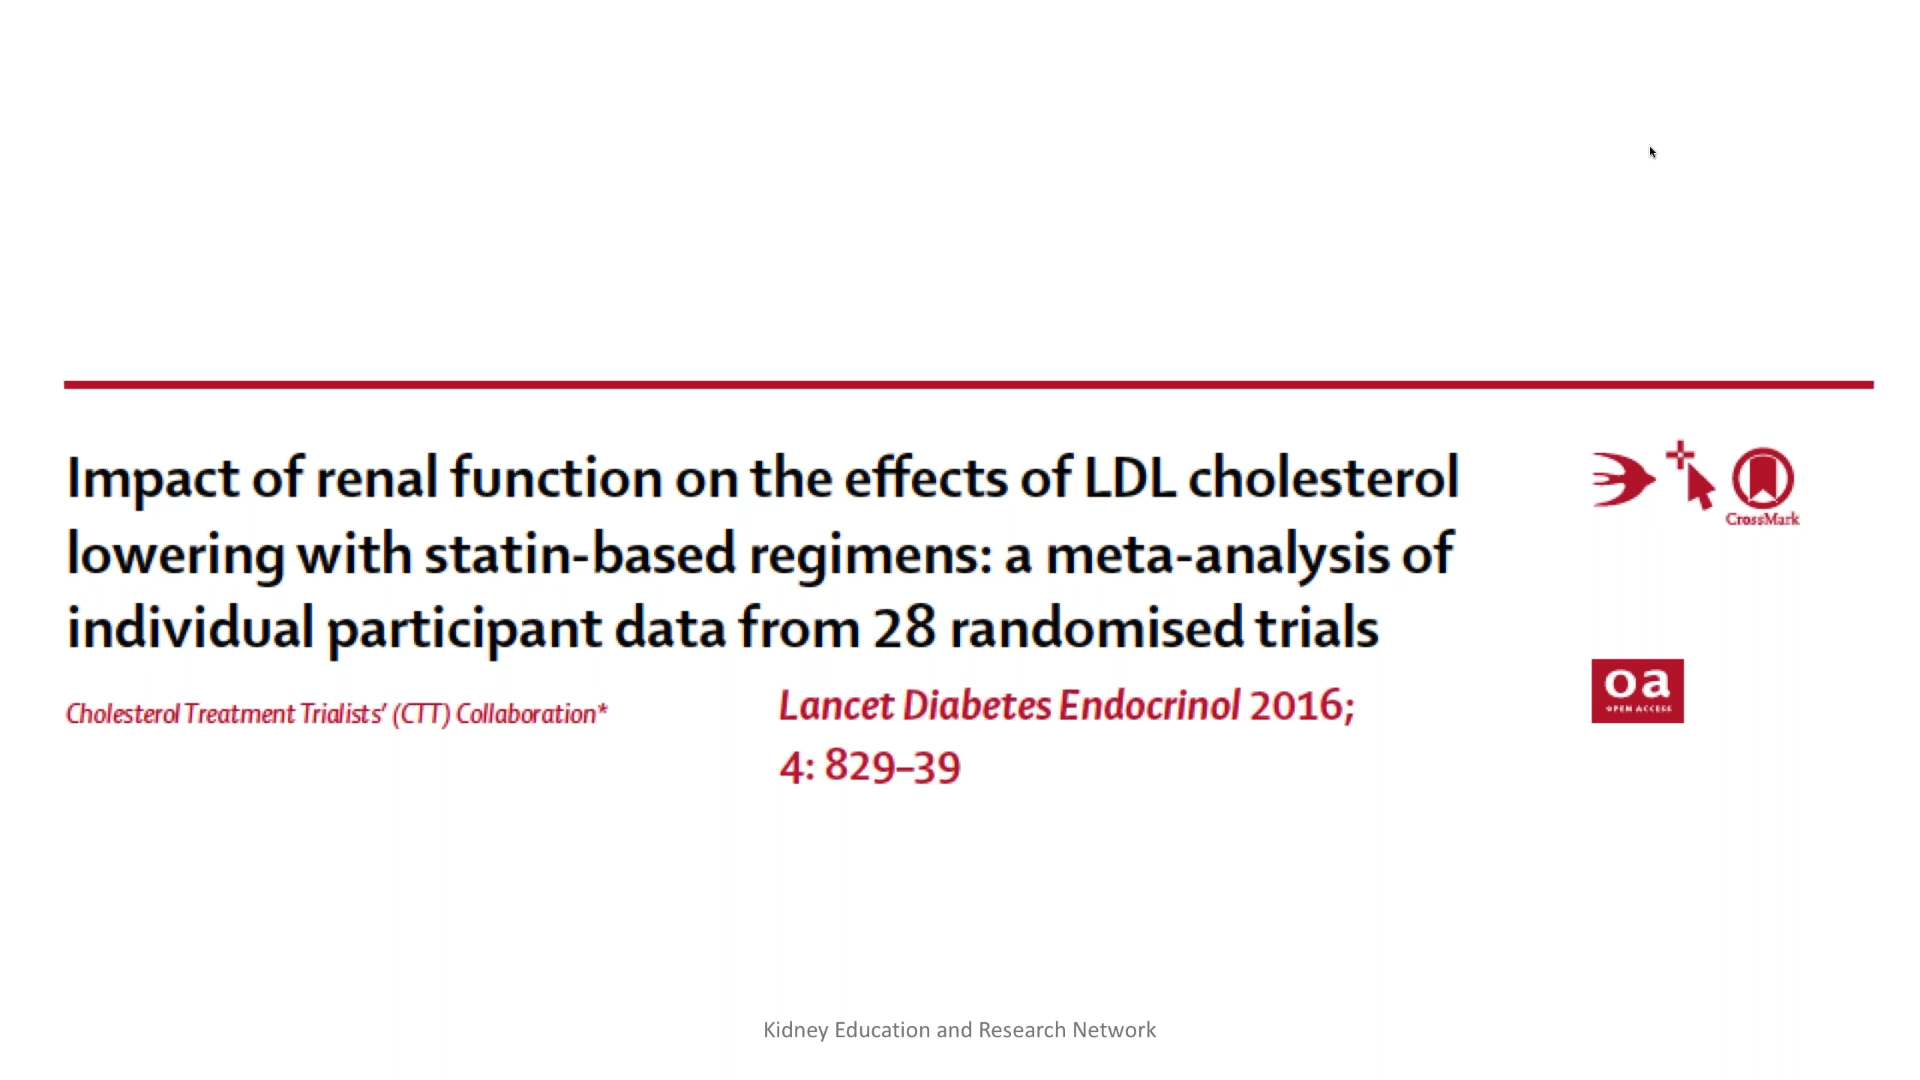 Impact of renal function on the effects of LDL cholesterol
lowering with statin-based regimens: a meta-analysis of
individual participant data from 28 randomised trials
CrossMark
Cholesterol Treatment Trialists’ (CTT) Collaboration*
Lancet Diabetes Endocrinol 2016;
4: 829–39
oa
OPEN ACCESS
Kidney Education and Research Network